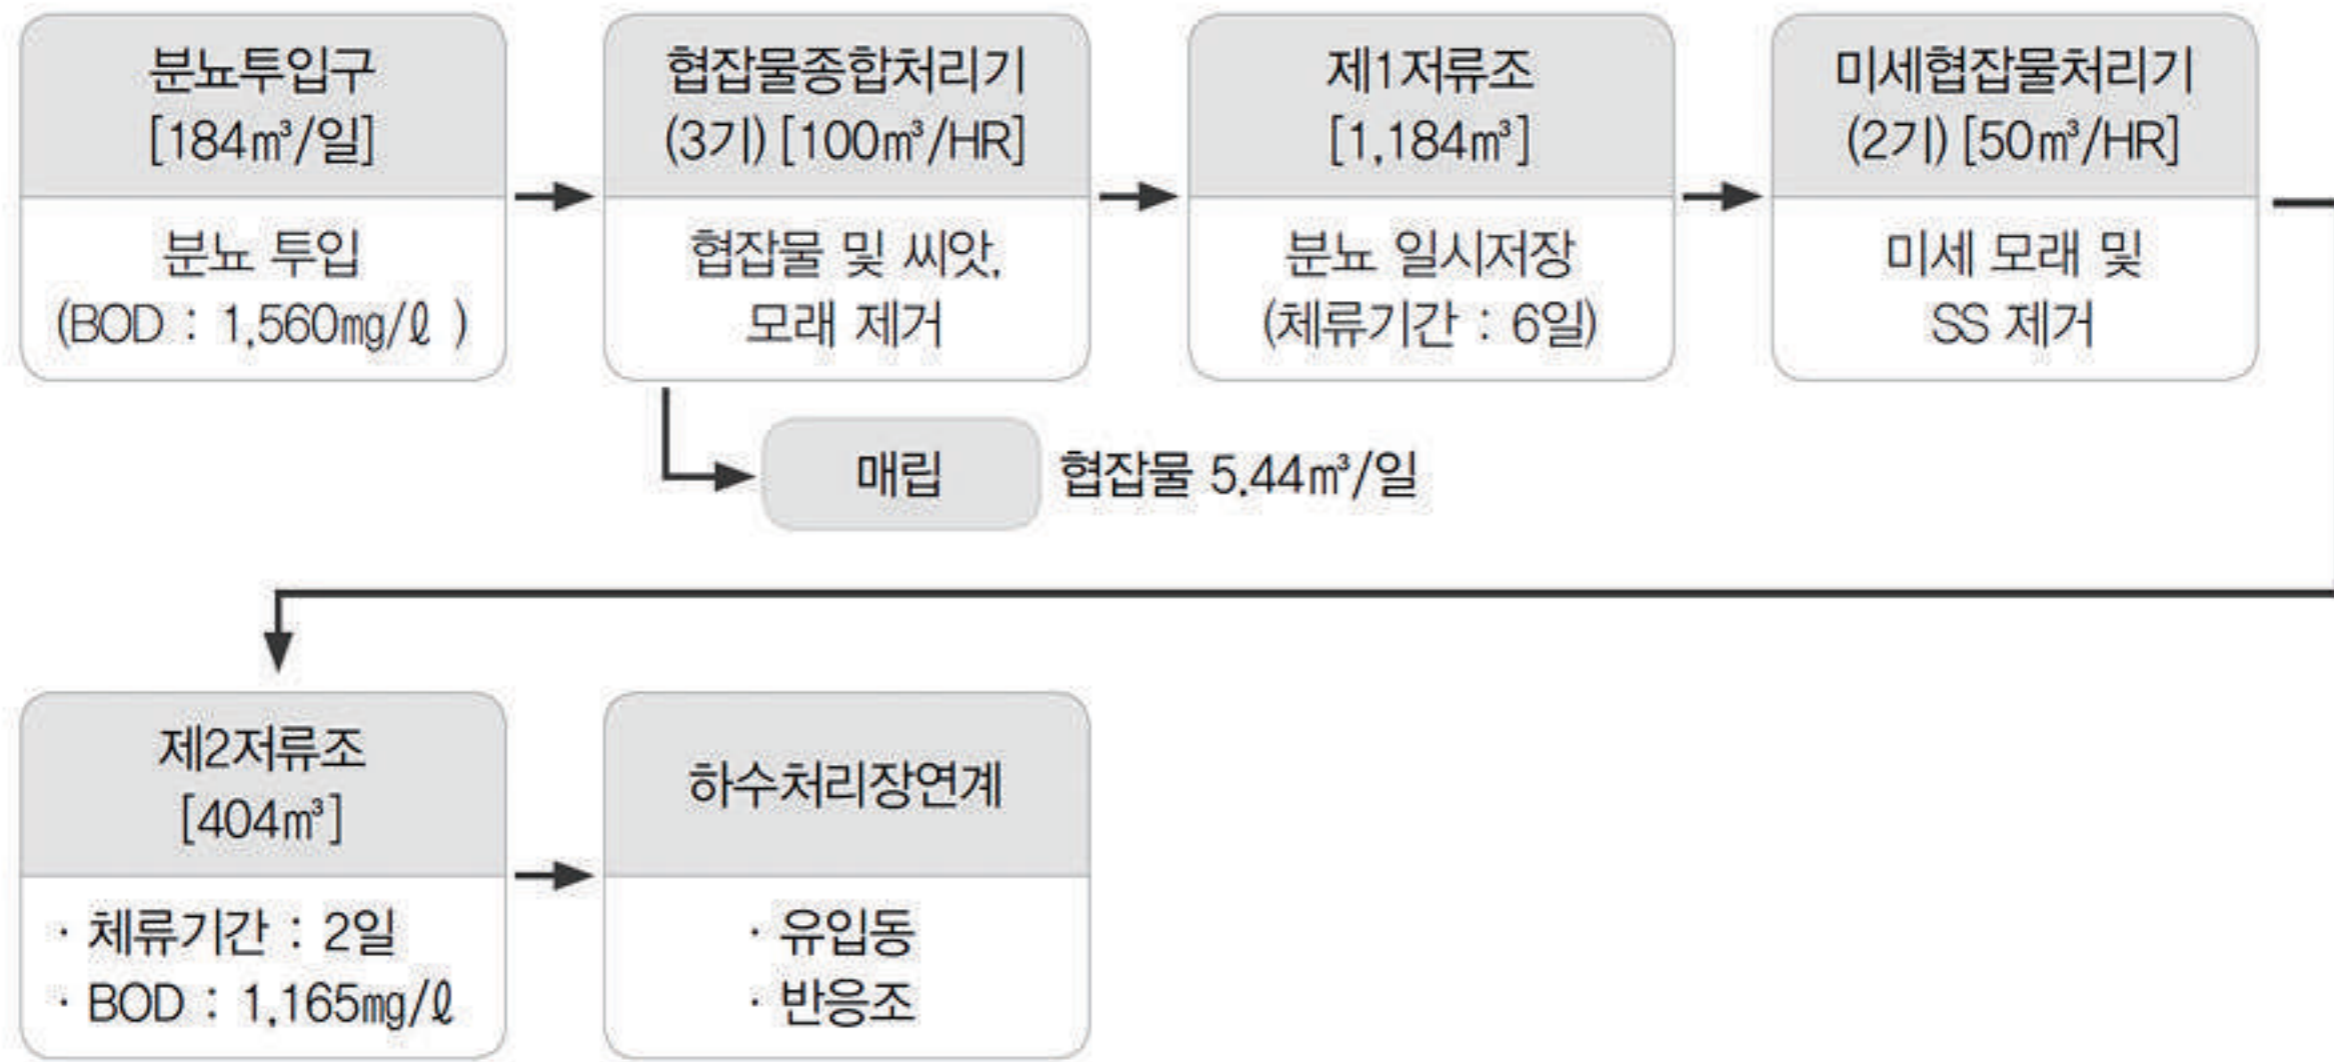 분뇨투입구
[184㎥/일]
분뇨 투입
(BOD : 1,560㎎/ℓ )
협잡물종합처리기
(3기) [100㎥/HR]
협잡물 및 씨앗,
모래 제거
제1저류조
[1,184㎥]
분뇨 일시저장
(체류기간 : 6일)
미세협잡물처리기
(2기) [50㎥/HR]
미세 모래 및
SS 제거
매립
협잡물 5.44㎥/일
제2저류조
[404㎥]
· 체류기간 : 2일
· BOD : 1,165㎎/ℓ
하수처리장연계
· 유입동
· 반응조